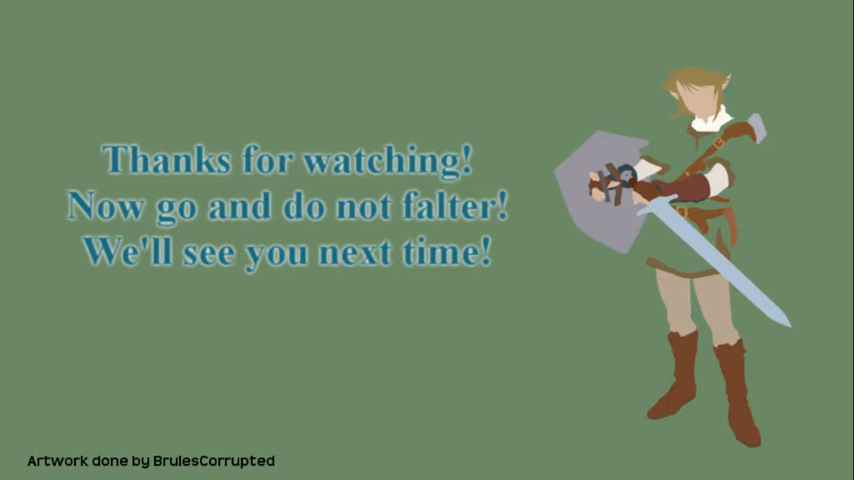 Thanks for watching!
Now go and do not falter!
We'll see you next time!
Artwork done by BrulesCorrupted